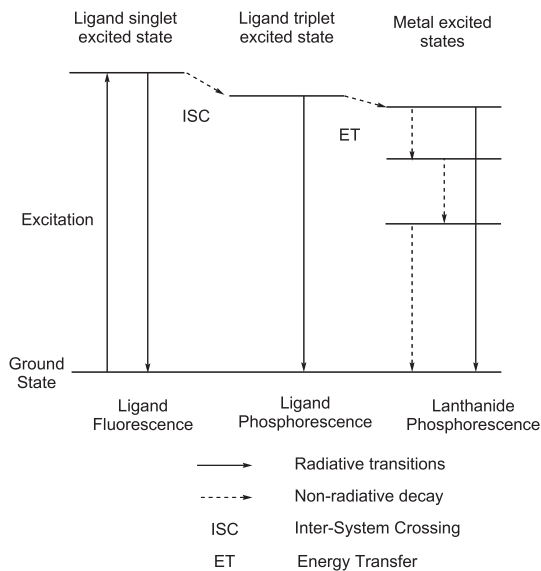 Ligand singlet
excited state
Ligand triplet
excited state
Metal excited
states
ISC
ET
Excitation
Ground
State
Ligand
Fluorescence
Ligand
Phosphorescence
Lanthanide
Phosphorescence
Radiative transitions
Non-radiative decay
ISC Inter-System Crossing
ET Energy Transfer